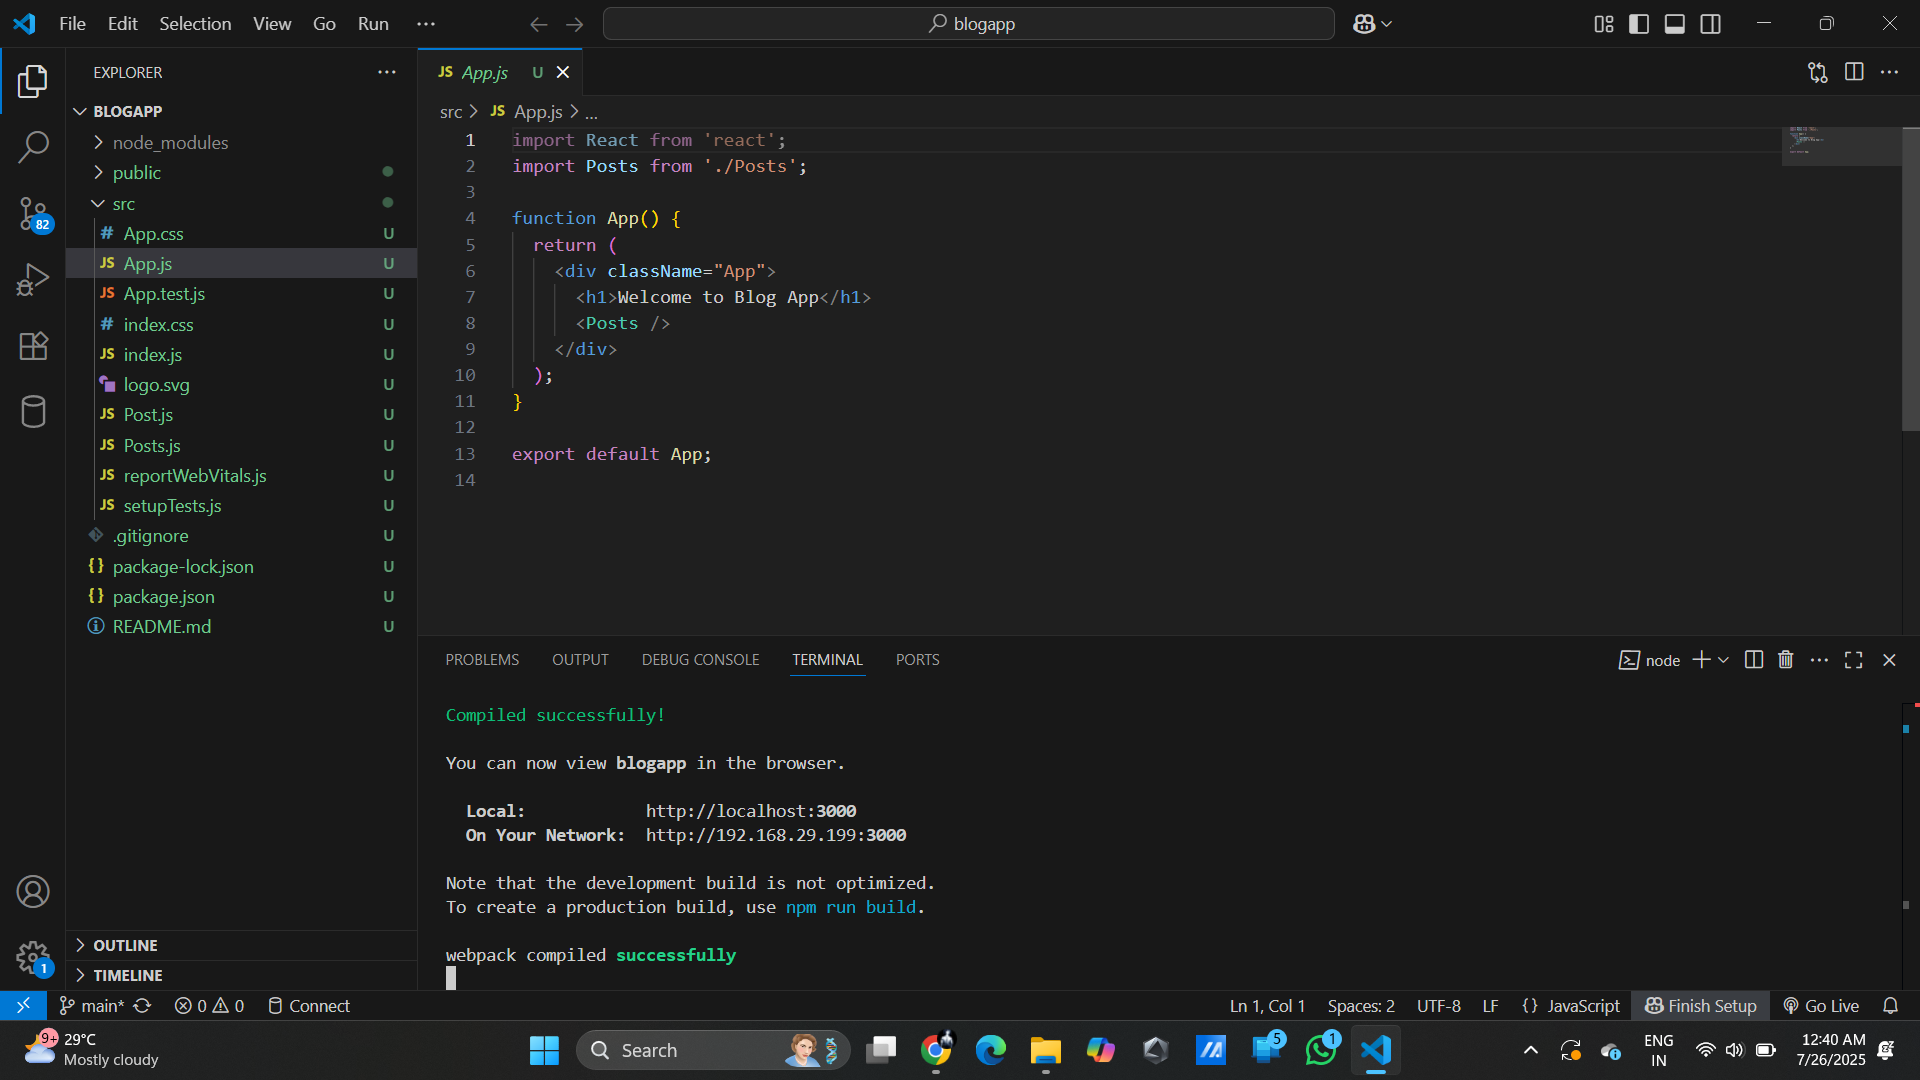 File Edit Selection View Go Run ···
blogapp
EXPLORER
BLOGAPP
node_modules
public
src
# App.css U
JS App.js U
JS App.test.js U
# index.css U
JS index.js U
logo.svg U
JS Post.js U
JS Posts.js U
JS reportWebVitals.js U
JS setupTests.js U
.gitignore U
{} package-lock.json U
{} package.json U
README.md U
OUTLINE
TIMELINE
82
1
JS App.js U
src > JS App.js > ...
1 import React from 'react';
2 import Posts from './Posts';
3
4 function App() {
5 return (
6 <div className="App">
7 <h1>Welcome to Blog App</h1>
8 <Posts />
9 </div>
10 );
11 }
12
13 export default App;
14
PROBLEMS OUTPUT DEBUG CONSOLE TERMINAL PORTS
node
Compiled successfully!
You can now view blogapp in the browser.
Local: http://localhost:3000
On Your Network: http://192.168.29.199:3000
Note that the development build is not optimized.
To create a production build, use npm run build.
webpack compiled successfully
main* 0 0 Connect
Ln 1, Col 1 Spaces: 2 UTF-8 LF {} JavaScript Finish Setup Go Live
9+ 29°C
Mostly cloudy
Search
5
1
ENG
IN
12:40 AM
7/26/2025